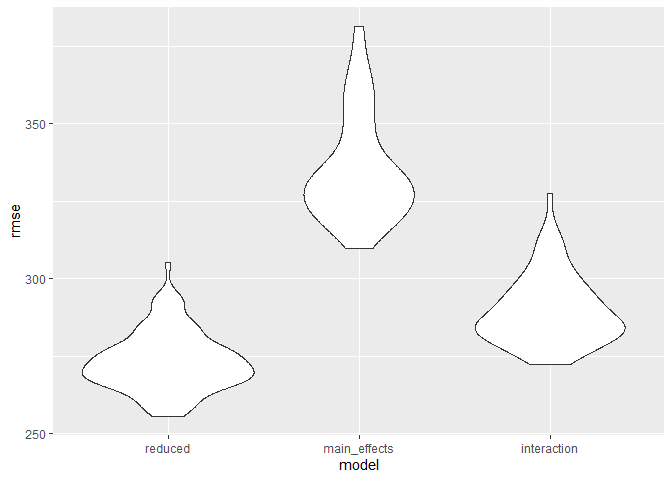 rmse
350
300
250
reduced main_effects interaction
model